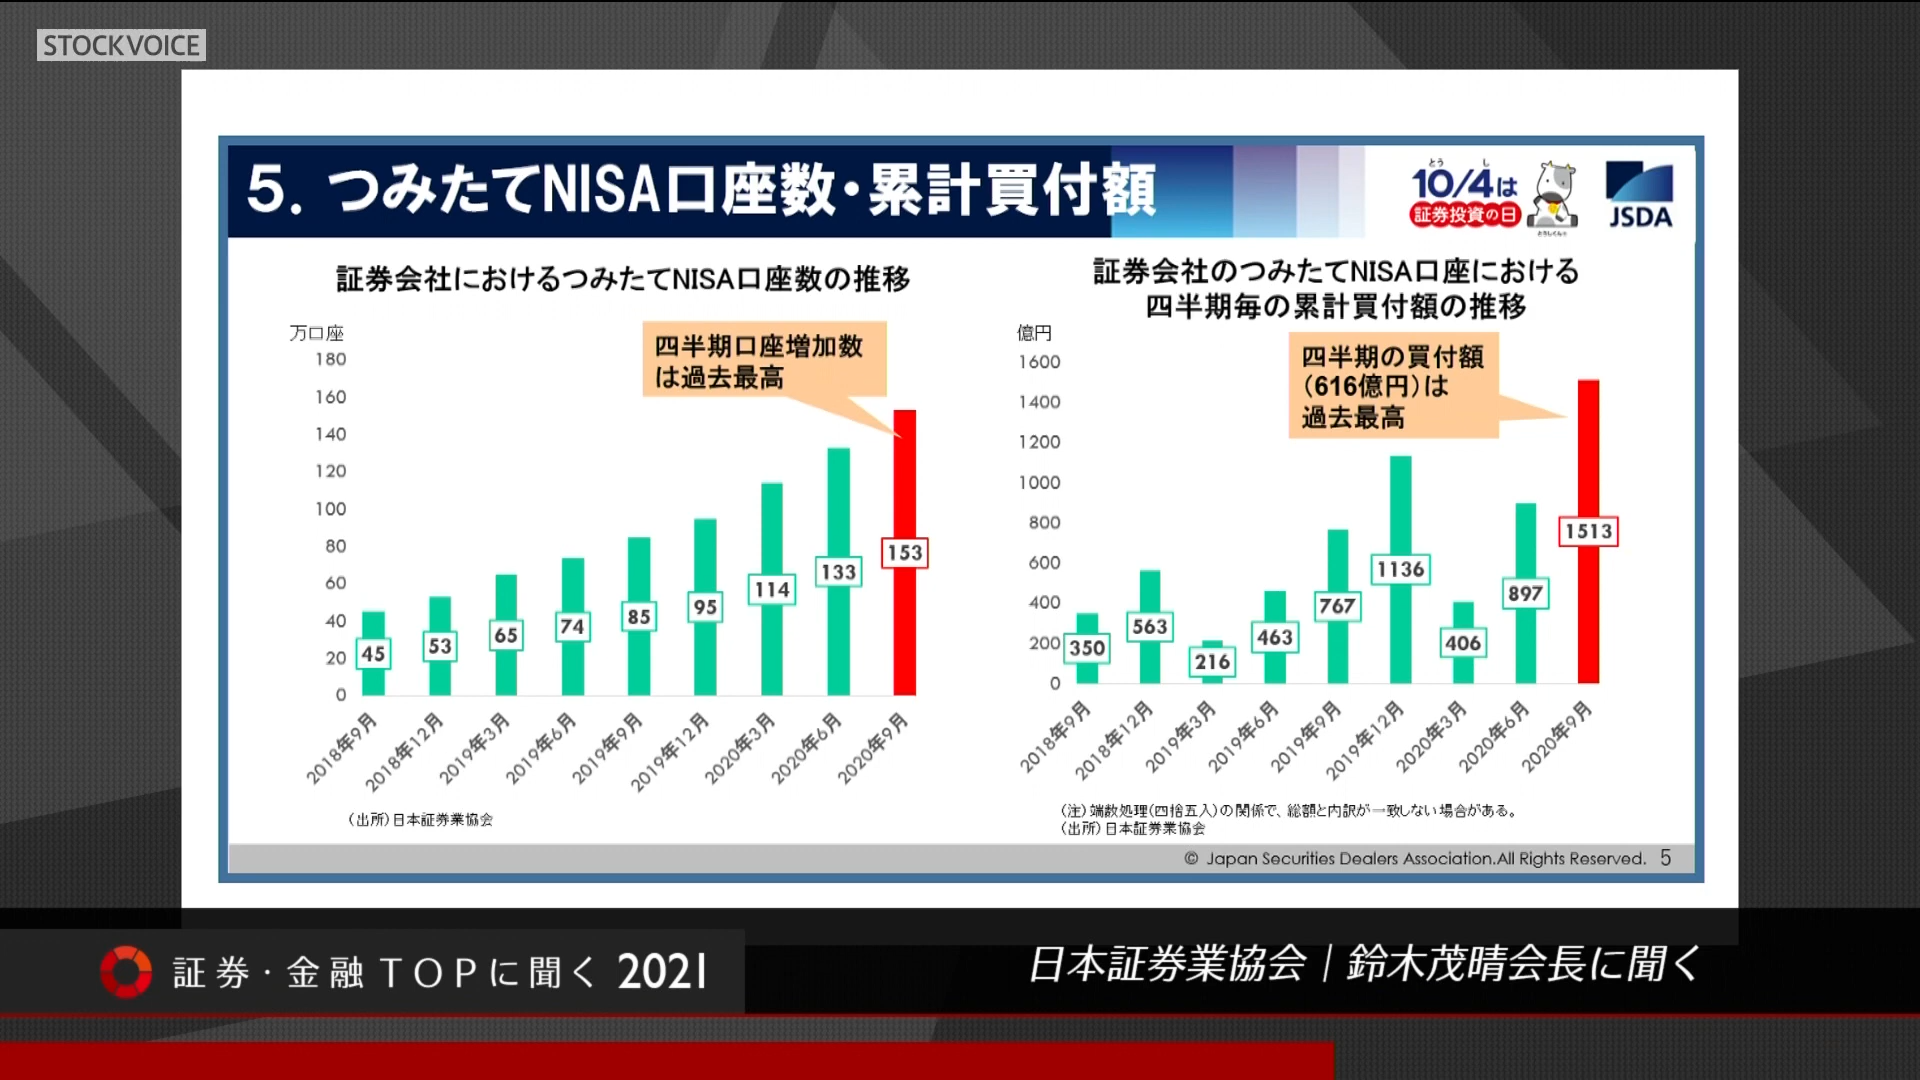 STOCKVOICE
5. つみたてNISA口座数・累計買付額
とう し
10/4は
証券投資の日
とうしくん®
JSDA
証券会社におけるつみたてNISA口座数の推移
万口座
180
160
140
120
100
80
60
40
20
0
四半期口座増加数
は過去最高
45
53
65
74
85
95
114
133
153
2018年9月
2018年12月
2019年3月
2019年6月
2019年9月
2019年12月
2020年3月
2020年6月
2020年9月
（出所）日本証券業協会
証券会社のつみたてNISA口座における
四半期毎の累計買付額の推移
億円
1600
1400
1200
1000
800
600
400
200
0
四半期の買付額
（616億円）は
過去最高
350
563
216
463
767
1136
406
897
1513
2018年9月
2018年12月
2019年3月
2019年6月
2019年9月
2019年12月
2020年3月
2020年6月
2020年9月
（注）端数処理（四捨五入）の関係で、総額と内訳が一致しない場合がある。
（出所）日本証券業協会
© Japan Securities Dealers Association.All Rights Reserved. 5
証券・金融TOPに聞く 2021
日本証券業協会｜鈴木茂晴会長に聞く